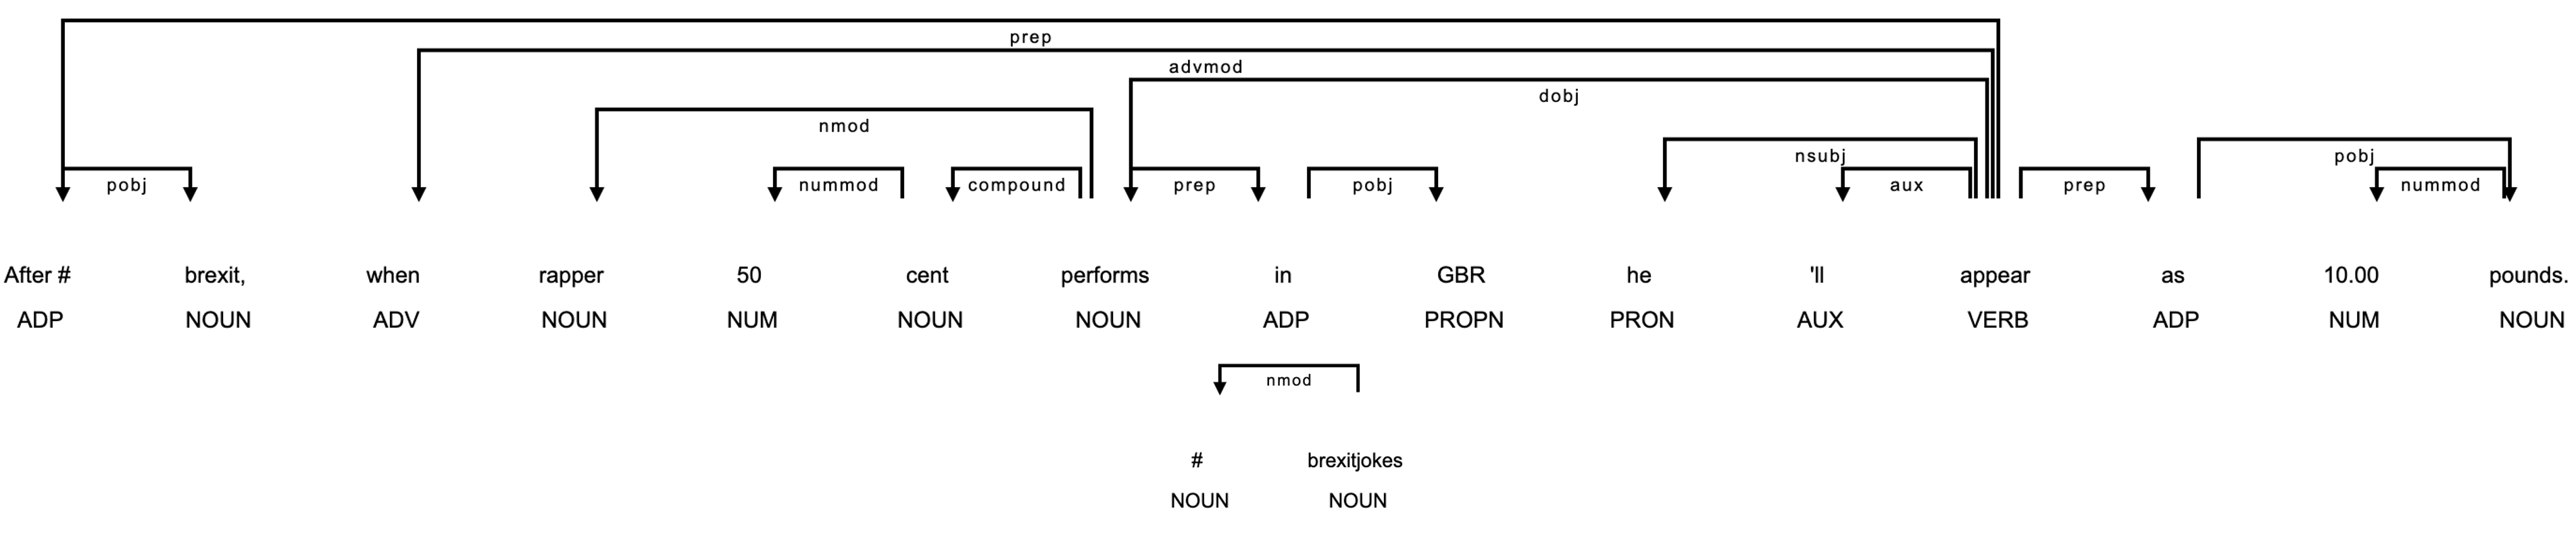 prep
advmod
dobj
nmod
nsubj pobj
pobj nummod compound prep pobj aux prep nummod
After # brexit, when rapper 50 cent performs in GBR he 'll appear as 10.00 pounds.
ADP NOUN ADV NOUN NUM NOUN NOUN ADP PROPN PRON AUX VERB ADP NUM NOUN
nmod
# brexitjokes
NOUN NOUN